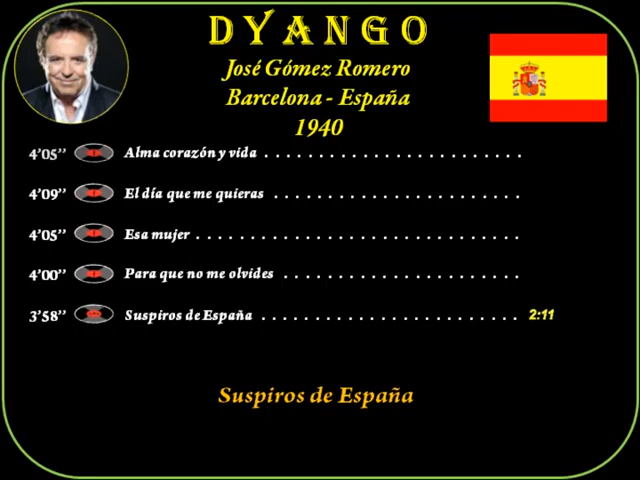 DYANGO
José Gómez Romero
Barcelona - España
1940
4’05’’ Alma corazón y vida . . . . . . . . . . . . . . . . . . . . . . . .
4’09’’ El día que me quieras . . . . . . . . . . . . . . . . . . . . . . .
4’05’’ Esa mujer . . . . . . . . . . . . . . . . . . . . . . . . . . . . . .
4’00’’ Para que no me olvides . . . . . . . . . . . . . . . . . . . . . .
3’58’’ Suspiros de España . . . . . . . . . . . . . . . . . . . . . . . . 2:11
Suspiros de España